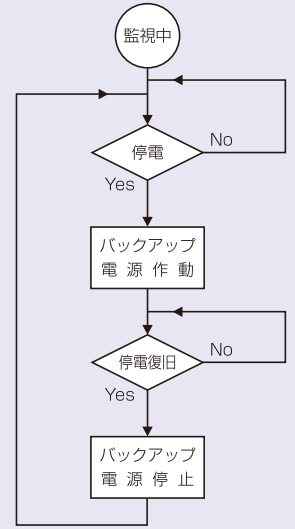 監視中
停電
No
Yes
バックアップ
電源作動
停電復旧
No
Yes
バックアップ
電源停止